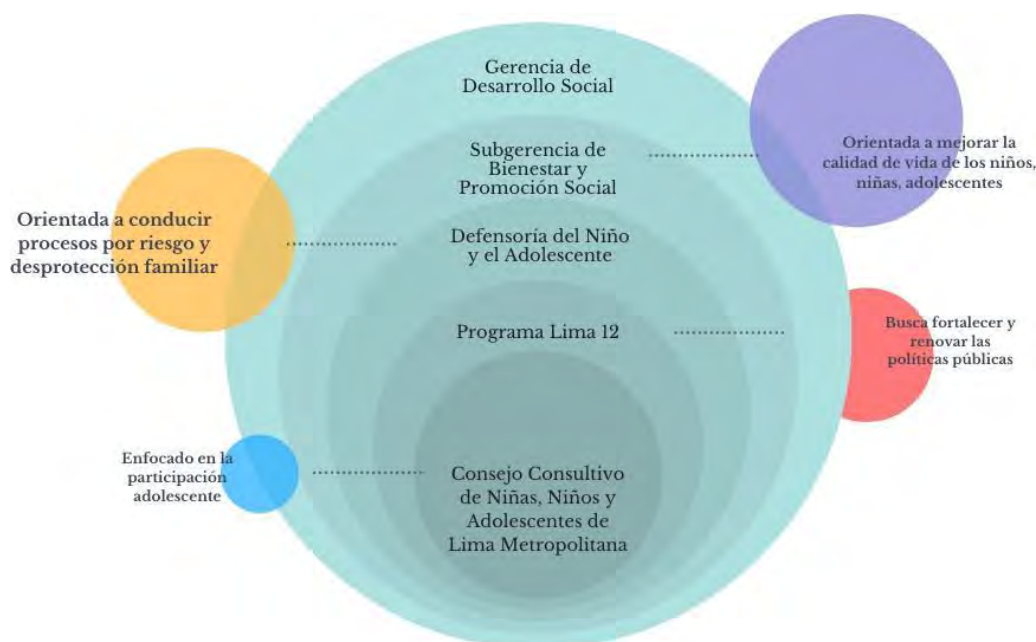 Gerencia de
Desarrollo Social
Subgerencia de
Bienestar y
Promoción Social
Orientada a mejorar la
calidad de vida de los niños,
niñas, adolescentes
Orientada a conducir
procesos por riesgo y
desprotección familiar
Defensoría del Niño
y el Adolescente
Programa Lima 12
Busca fortalecer y
renovar las
políticas públicas
Enfocado en la
participación
adolescente
Consejo Consultivo
de Niñas, Niños y
Adolescentes de
Lima Metropolitana